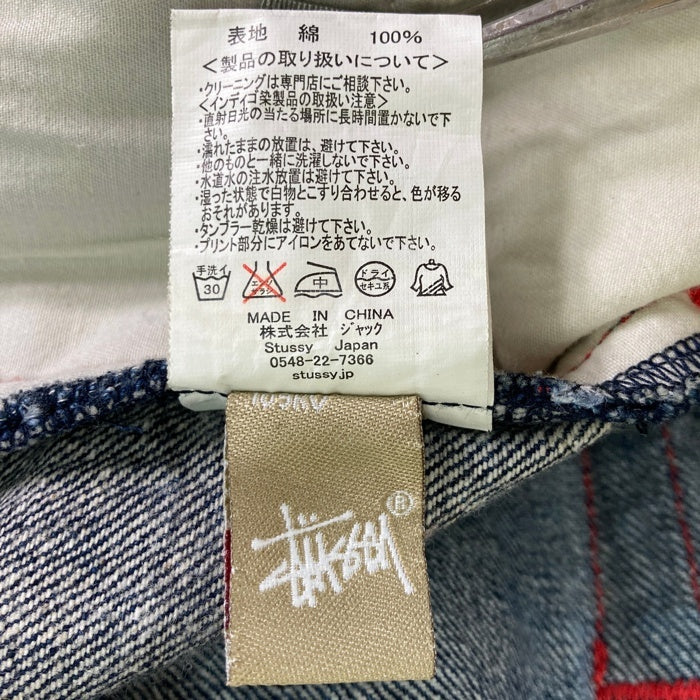 表地 綿 100%
<製品の取り扱いについて>
・クリーニングは専門店にご相談下さい。
<インディゴ染製品の取扱い注意>
・直射日光の当たる場所に長時間置かないで下
さい。
・濡れたままの放置は、避けて下さい。
・他のものと一緒に洗濯しないで下さい。
・水道水の注水放置は避けて下さい。
・湿った状態で白物とこすり合わせると、色が移る
おそれがあります。
・タンブラー乾燥は避けて下さい。
・プリント部分にアイロンをあてないで下さい。
手洗イ 30 エンソ サラシ 中 ドライ セキユ系
MADE IN CHINA
株式会社 ジャック
Stussy Japan
0548-22-7366
stussy.jp
Stüssy ®